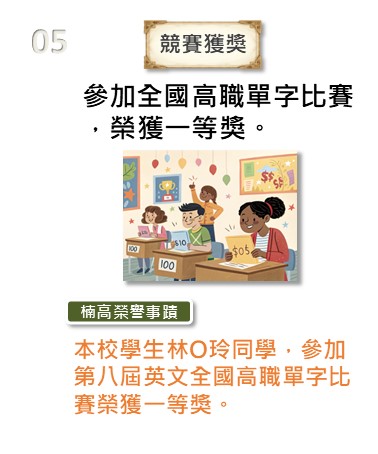 05
競賽獲獎
參加全國高職單字比賽
，榮獲一等獎。
$$
$10
$05
100
100
楠高榮譽事蹟
本校學生林O玲同學，參加
第八屆英文全國高職單字比
賽榮獲一等獎。